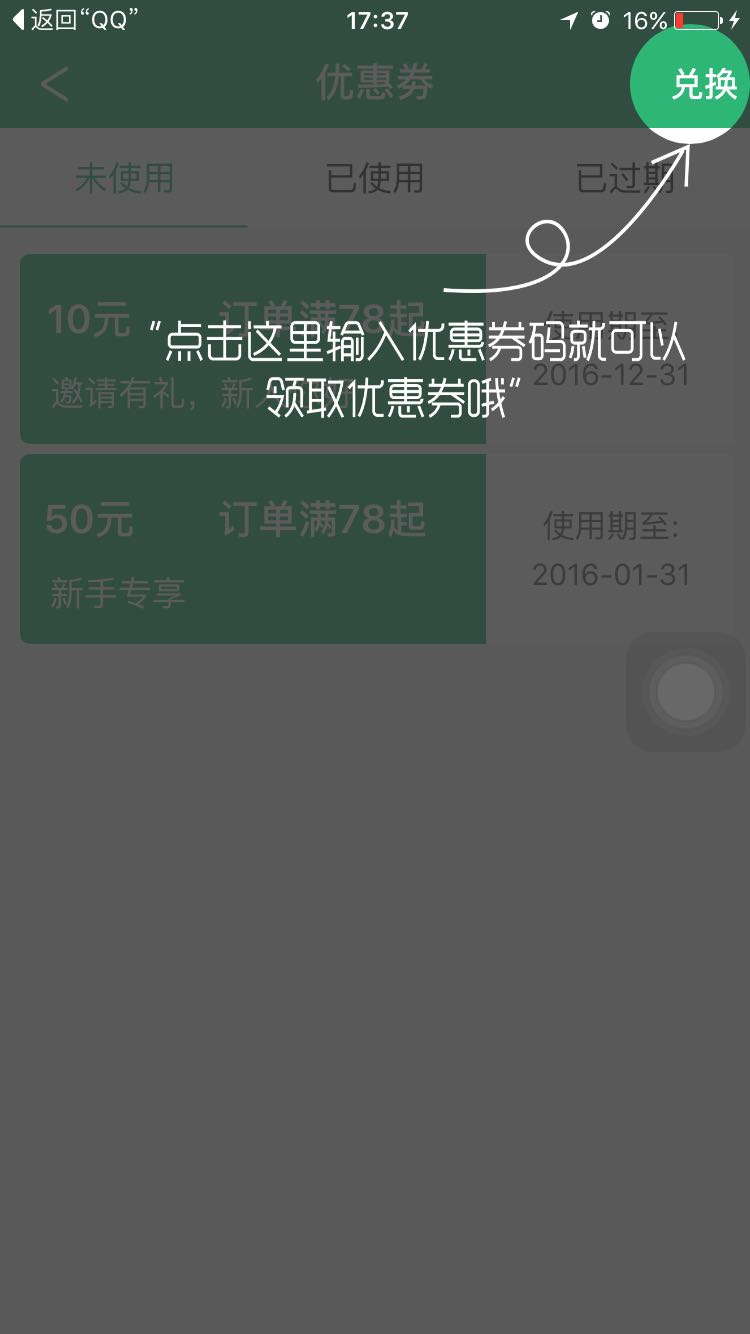 返回“QQ”
17:37
16%
优惠券
兑换
未使用
已使用
已过期
10元
订单满78起
使用期至:
“点击这里输入优惠券码就可以
领取优惠券哦”
2016-12-31
邀请有礼，新
50元
订单满78起
使用期至:
新手专享
2016-01-31